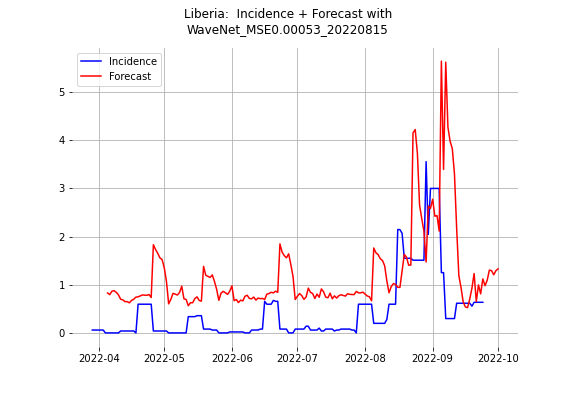 Liberia:  Incidence + Forecast with
WaveNet_MSE0.00053_20220815
Incidence
Forecast
5
4
3
2
1
0
2022-04 2022-05 2022-06 2022-07 2022-08 2022-09 2022-10